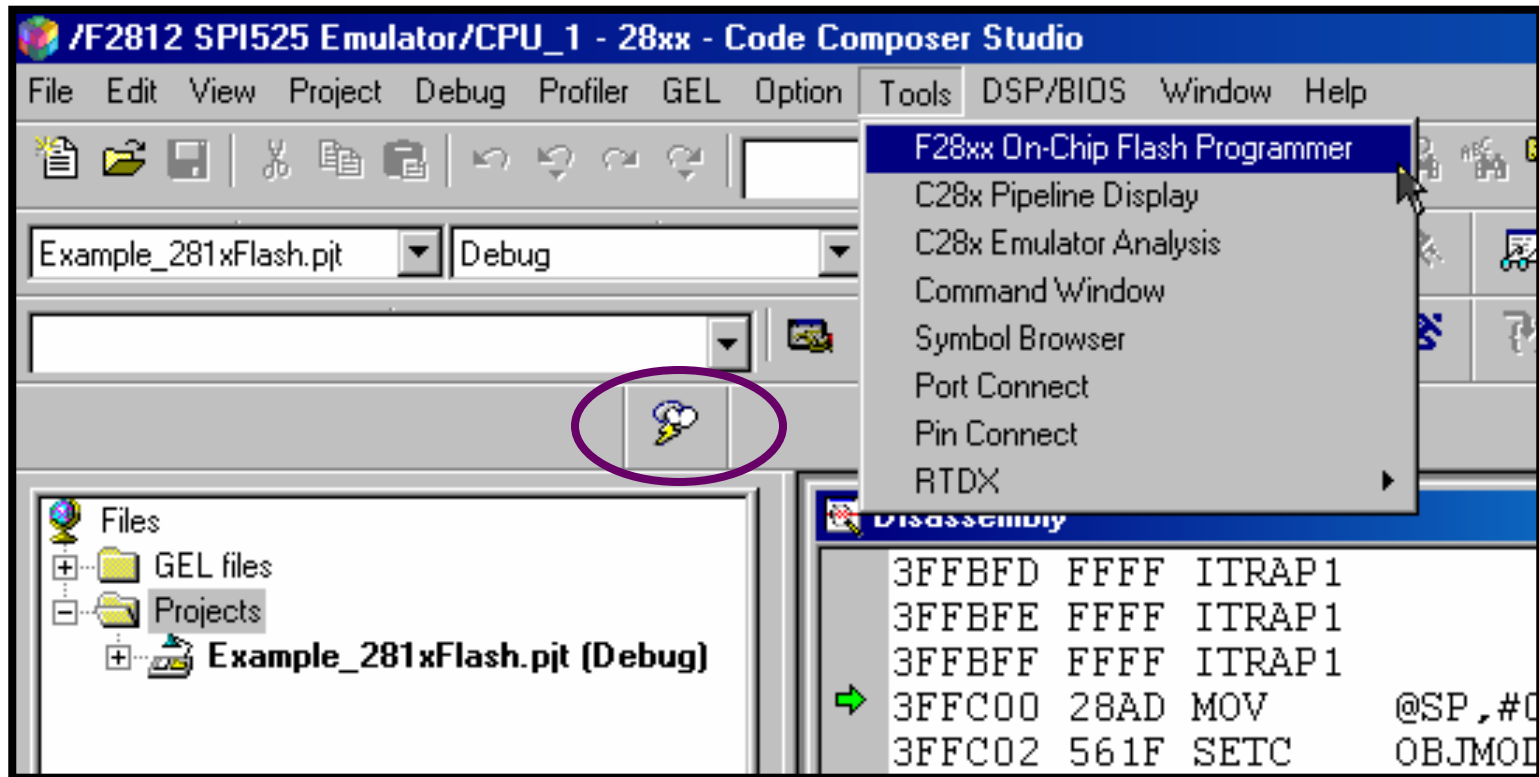 /F2812 SPI525 Emulator/CPU_1 - 28xx - Code Composer Studio
File Edit View Project Debug Profiler GEL Option Tools DSP/BIOS Window Help
F28xx On-Chip Flash Programmer
C28x Pipeline Display
C28x Emulator Analysis
Command Window
Symbol Browser
Port Connect
Pin Connect
RTDX
Example_281xFlash.pjt Debug
Files
GEL files
Projects
Example_281xFlash.pjt (Debug)
Disassembly
3FFBFD FFFF ITRAP1
3FFBFE FFFF ITRAP1
3FFBFF FFFF ITRAP1
3FFC00 28AD MOV @SP,#
3FFC02 561F SETC